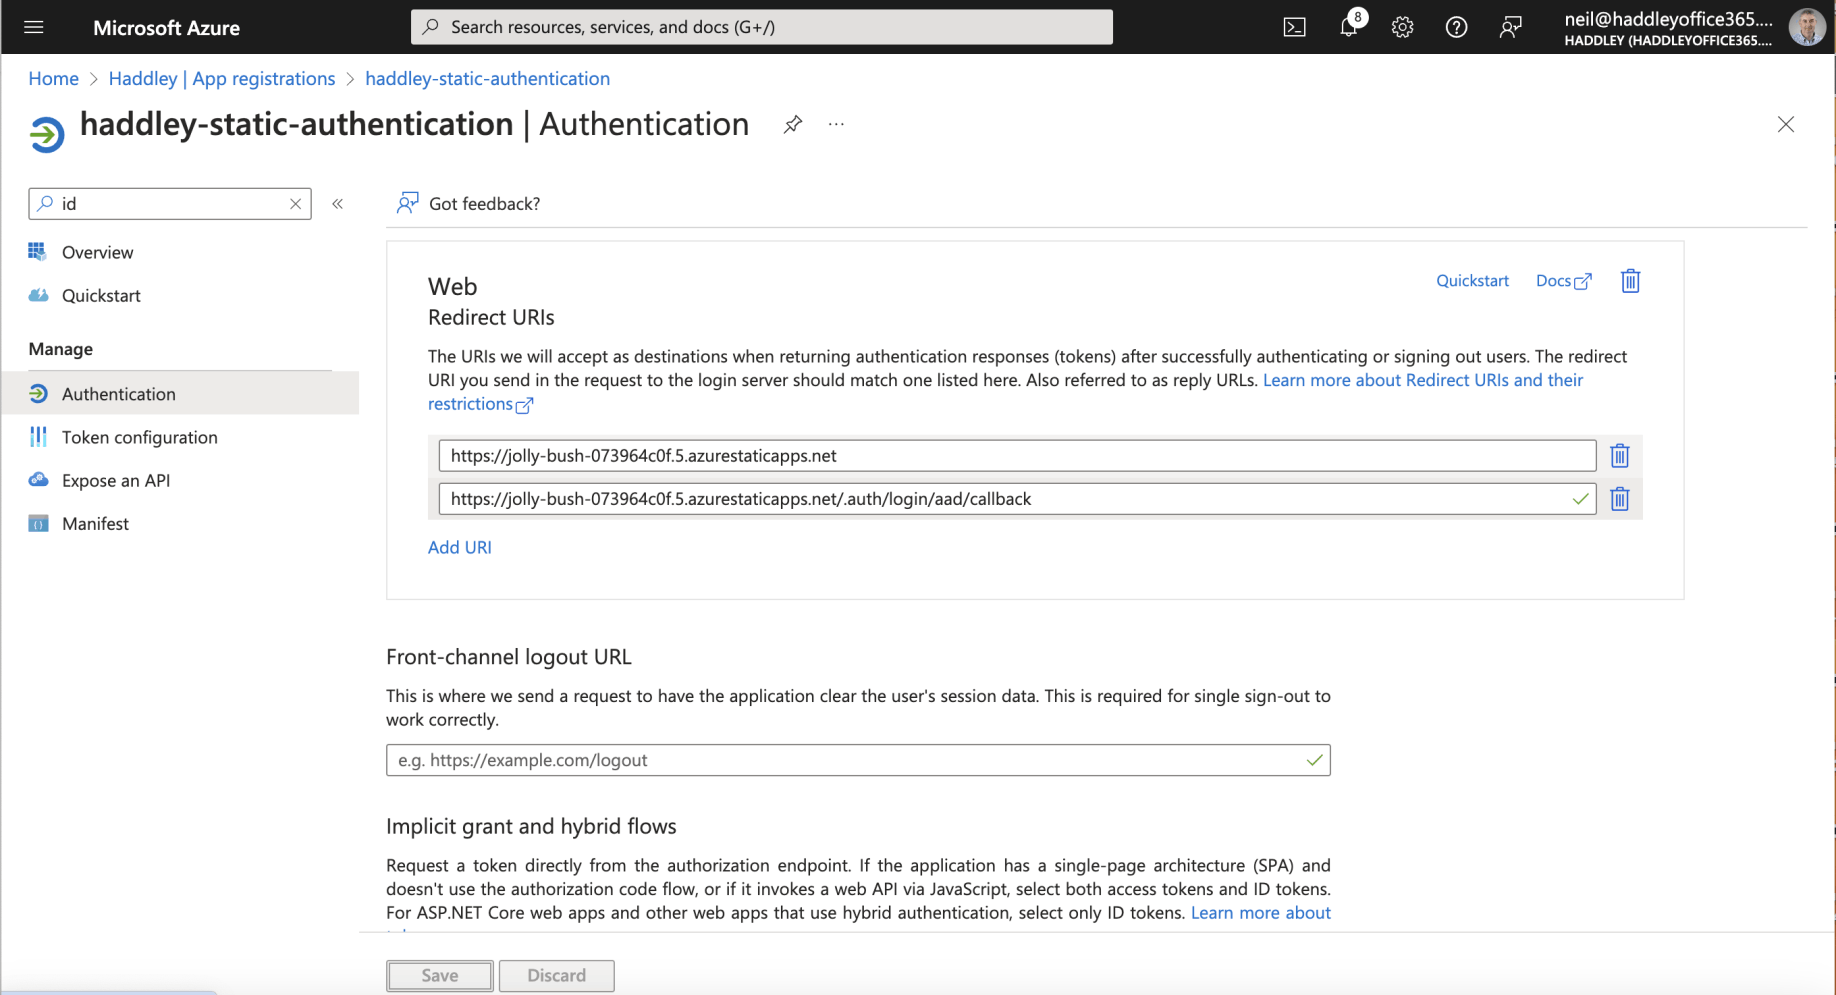 Microsoft Azure
Search resources, services, and docs (G+/)
8
neil@haddleyoffice365....
HADDLEY (HADDLEYOFFICE365....
Home > Haddley | App registrations > haddley-static-authentication
haddley-static-authentication | Authentication
id
Got feedback?
Overview
Quickstart
Manage
Authentication
Token configuration
Expose an API
Manifest
Web
Quickstart
Docs
Redirect URIs
The URIs we will accept as destinations when returning authentication responses (tokens) after successfully authenticating or signing out users. The redirect
URI you send in the request to the login server should match one listed here. Also referred to as reply URLs. Learn more about Redirect URIs and their
restrictions
https://jolly-bush-073964c0f.5.azurestaticapps.net
https://jolly-bush-073964c0f.5.azurestaticapps.net/.auth/login/aad/callback
Add URI
Front-channel logout URL
This is where we send a request to have the application clear the user's session data. This is required for single sign-out to
work correctly.
e.g. https://example.com/logout
Implicit grant and hybrid flows
Request a token directly from the authorization endpoint. If the application has a single-page architecture (SPA) and
doesn't use the authorization code flow, or if it invokes a web API via JavaScript, select both access tokens and ID tokens.
For ASP.NET Core web apps and other web apps that use hybrid authentication, select only ID tokens. Learn more about
Save
Discard